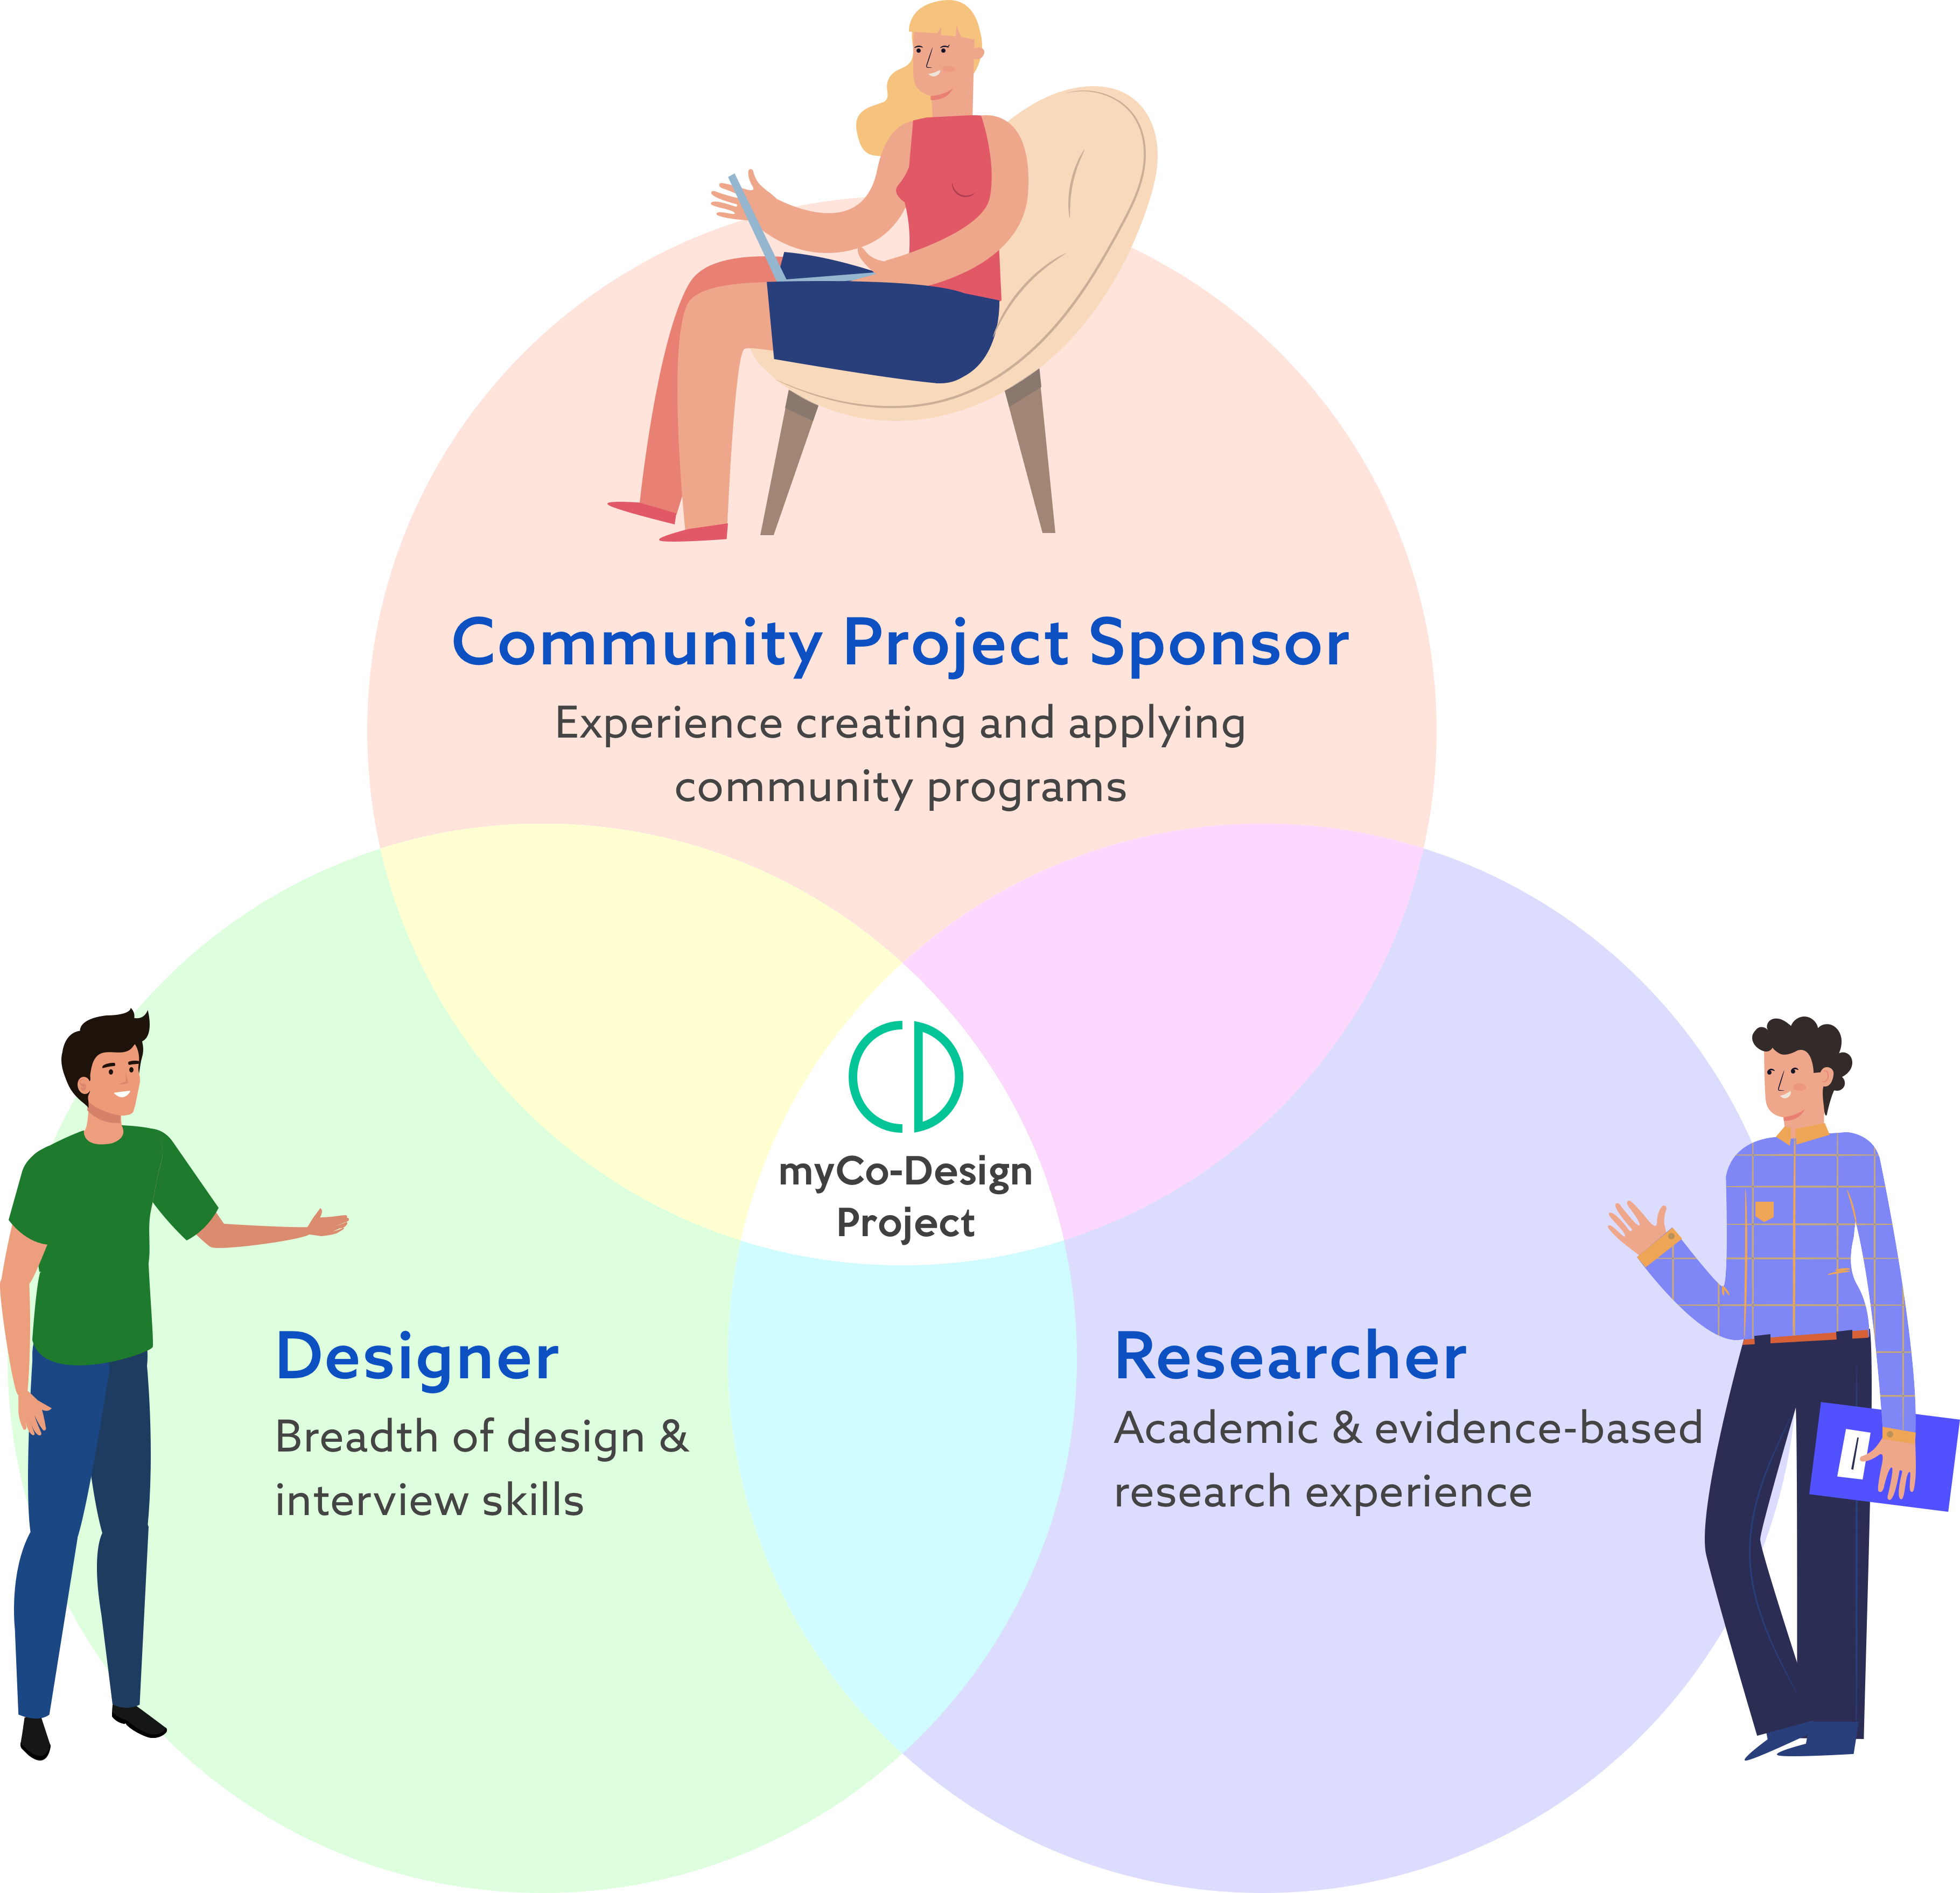 Community Project Sponsor
Experience creating and applying
community programs
CD
myCo-Design
Project
Designer
Breadth of design &
interview skills
Researcher
Academic & evidence-based
research experience